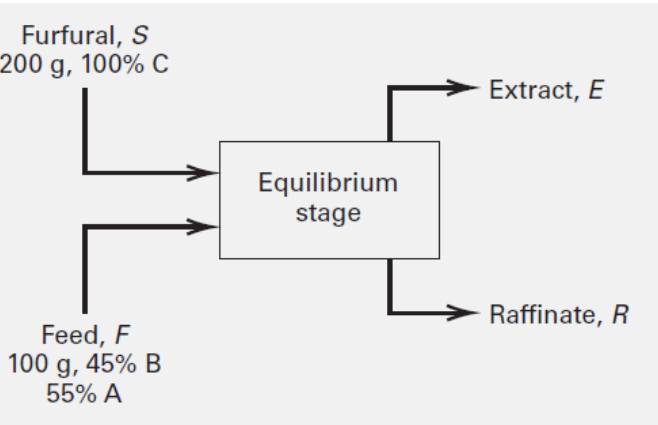 Furfural, S
200 g, 100% C
Extract, E
Equilibrium
stage
Raffinate, R
Feed, F
100 g, 45% B
55% A